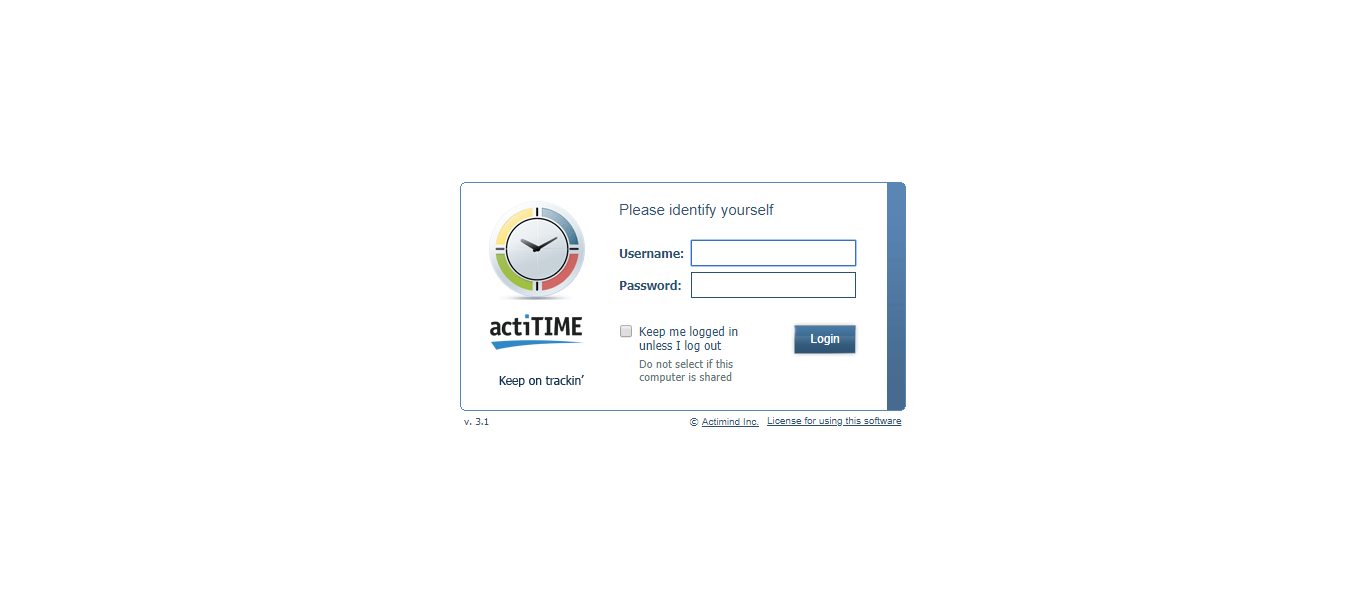 Please identify yourself
Username:
Password:
actiTIME
Keep me logged in
unless I log out
Login
Do not select if this
computer is shared
Keep on trackin'
v. 3.1
© Actimind Inc. License for using this software